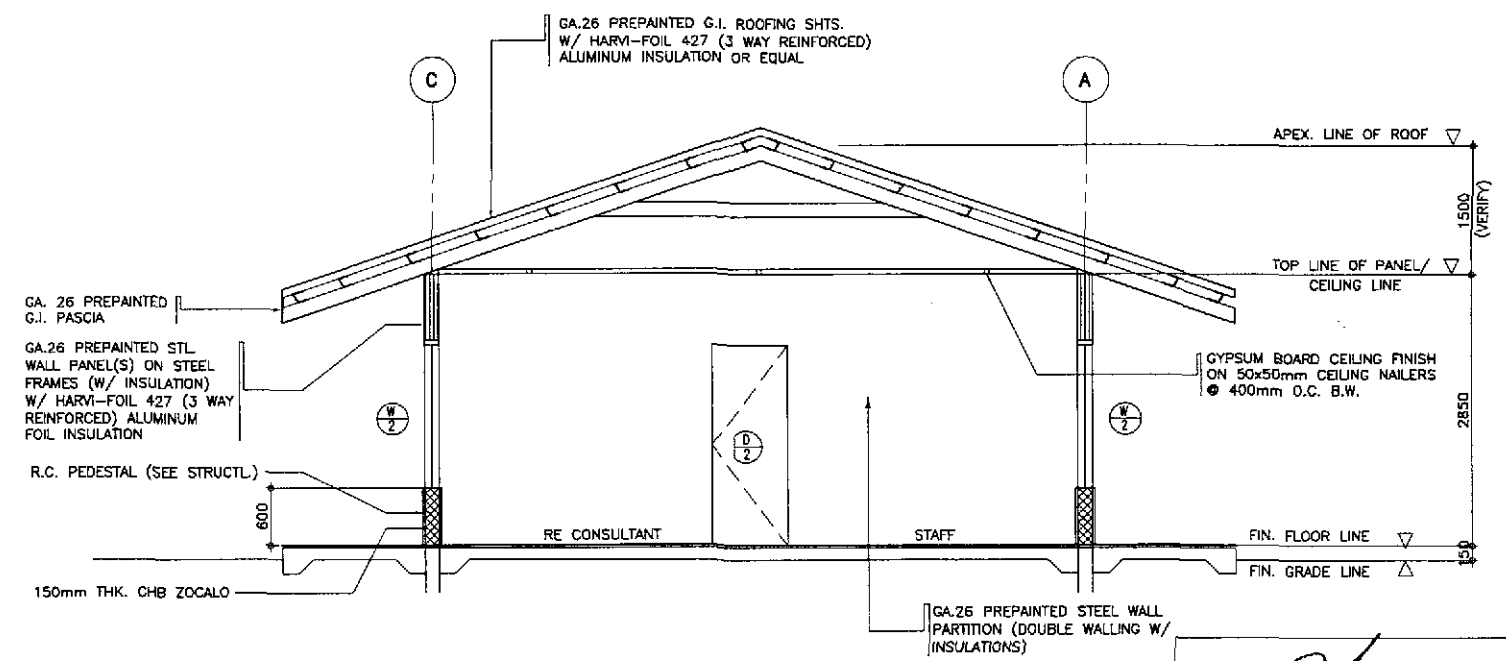 GA.26 PREPAINTED G.I. ROOFING SHTS.
W/ HARVI-FOIL 427 (3 WAY REINFORCED)
ALUMINUM INSULATION OR EQUAL
C
A
APEX. LINE OF ROOF
1500
(VERIFY)
TOP LINE OF PANEL/
CEILING LINE
GA. 26 PREPAINTED
G.I. PASCIA
GA.26 PREPAINTED STL.
WALL PANEL(S) ON STEEL
FRAMES (W/ INSULATION)
W/ HARVI-FOIL 427 (3 WAY
REINFORCED) ALUMINUM
FOIL INSULATION
GYPSUM BOARD CEILING FINISH
ON 50x50mm CEILING NAILERS
@ 400mm O.C. B.W.
2850
W
2
W
2
D
2
R.C. PEDESTAL (SEE STRUCTL.)
600
RE CONSULTANT
STAFF
FIN. FLOOR LINE
150
FIN. GRADE LINE
150mm THK. CHB ZOCALO
GA.26 PREPAINTED STEEL WALL
PARTITION (DOUBLE WALLING W/
INSULATIONS)